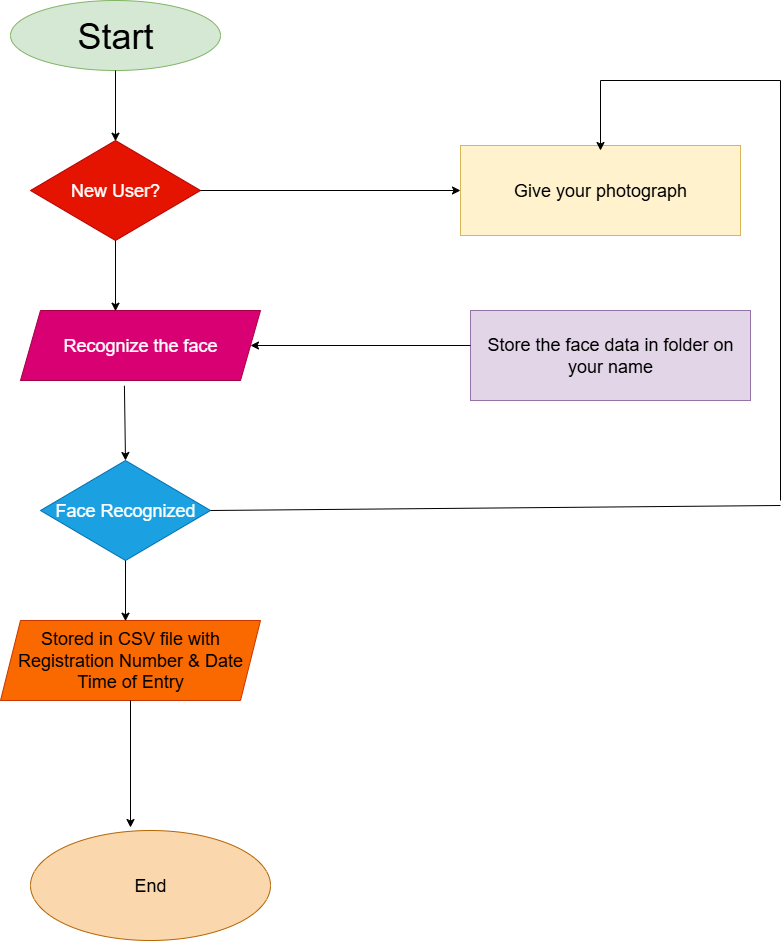 Start
New User?
Give your photograph
Recognize the face
Store the face data in folder on
your name
Face Recognized
Stored in CSV file with
Registration Number & Date
Time of Entry
End